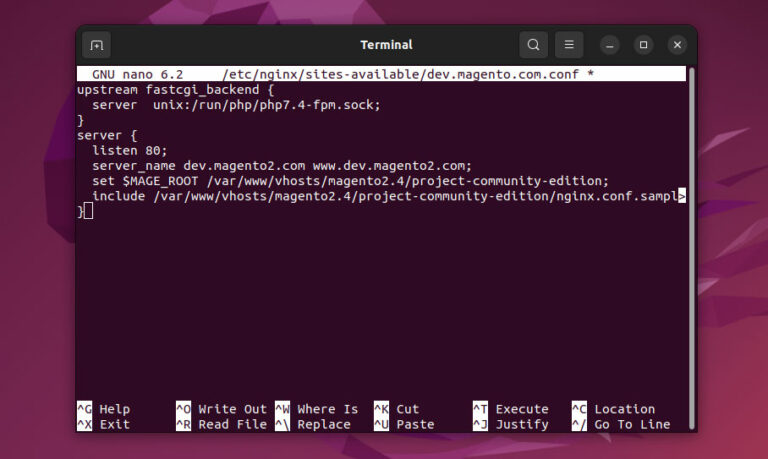 Terminal
GNU nano 6.2 /etc/nginx/sites-available/dev.magento.com.conf *
upstream fastcgi_backend {
server unix:/run/php/php7.4-fpm.sock;
}
server {
listen 80;
server_name dev.magento2.com www.dev.magento2.com;
set $MAGE_ROOT /var/www/vhosts/magento2.4/project-community-edition;
include /var/www/vhosts/magento2.4/project-community-edition/nginx.conf.sampl>
}
^G Help ^O Write Out ^W Where Is ^K Cut ^T Execute ^C Location
^X Exit ^R Read File ^\ Replace ^U Paste ^J Justify ^/ Go To Line